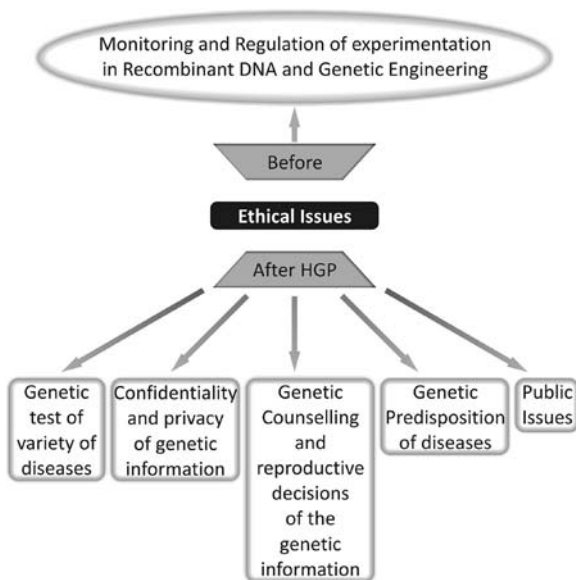 Monitoring and Regulation of experimentation
in Recombinant DNA and Genetic Engineering
Before
Ethical Issues
After HGP
Genetic
test of
variety of
diseases
Confidentiality
and privacy
of genetic
information
Genetic
Counselling
and
reproductive
decisions
of the
genetic
information
Genetic
Predisposition
of diseases
Public
Issues